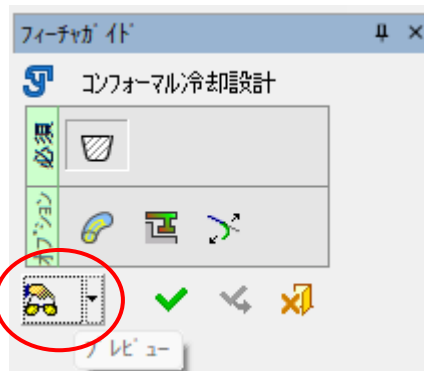 フィーチャガイド
コンフォーマル冷却設計
必須
オプション
プレビュー